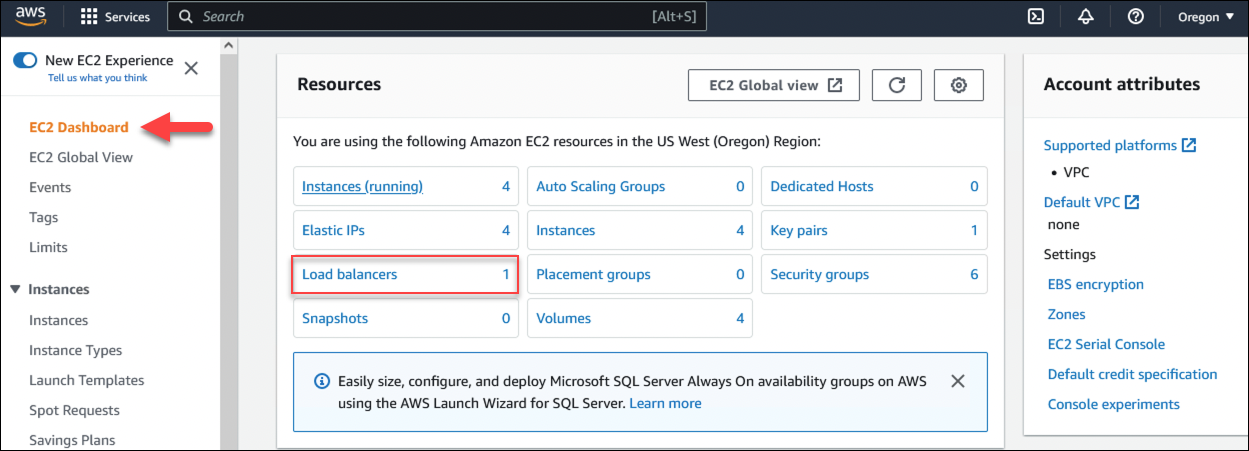 aws
Services
Search
[Alt+S]
Oregon
New EC2 Experience
Tell us what you think
EC2 Dashboard
EC2 Global View
Events
Tags
Limits
Instances
Instances
Instance Types
Launch Templates
Spot Requests
Savings Plans
Resources
EC2 Global view
You are using the following Amazon EC2 resources in the US West (Oregon) Region:
Instances (running) 4
Auto Scaling Groups 0
Dedicated Hosts 0
Elastic IPs 4
Instances 4
Key pairs 1
Load balancers 1
Placement groups 0
Security groups 6
Snapshots 0
Volumes 4
Easily size, configure, and deploy Microsoft SQL Server Always On availability groups on AWS
using the AWS Launch Wizard for SQL Server. Learn more
Account attributes
Supported platforms
• VPC
Default VPC
none
Settings
EBS encryption
Zones
EC2 Serial Console
Default credit specification
Console experiments